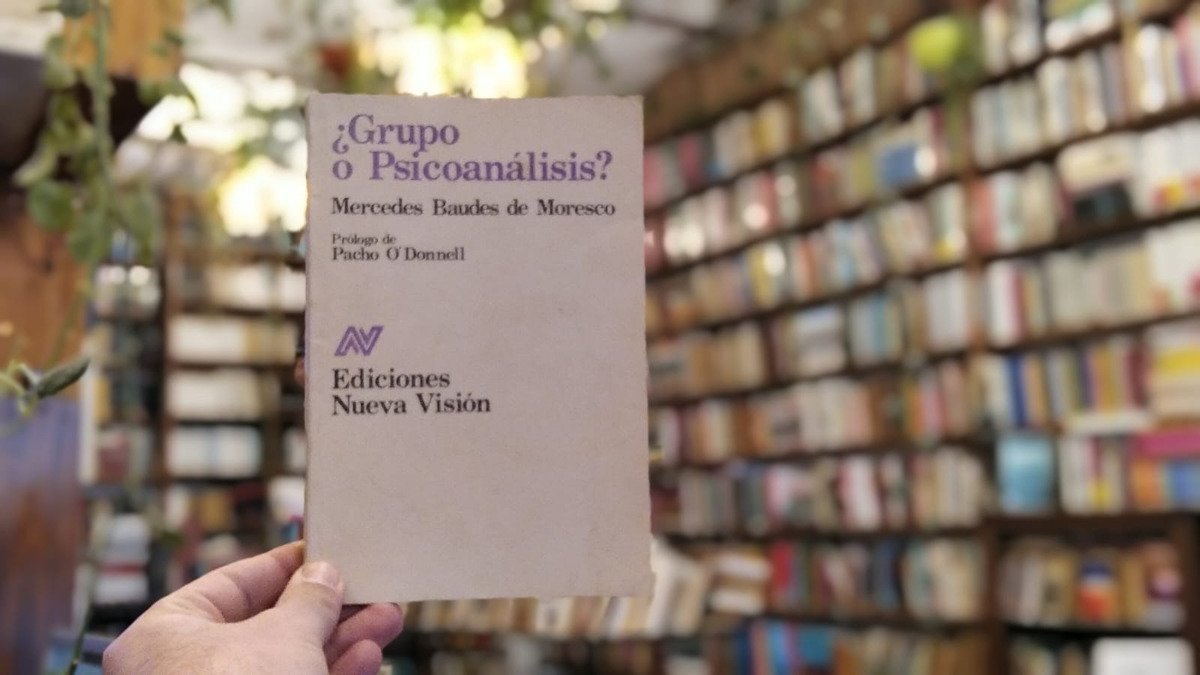 ¿Grupo
o Psicoanálisis?
Mercedes Baudes de Moresco
Prólogo de
Pacho O'Donnell
Ediciones
Nueva Visión